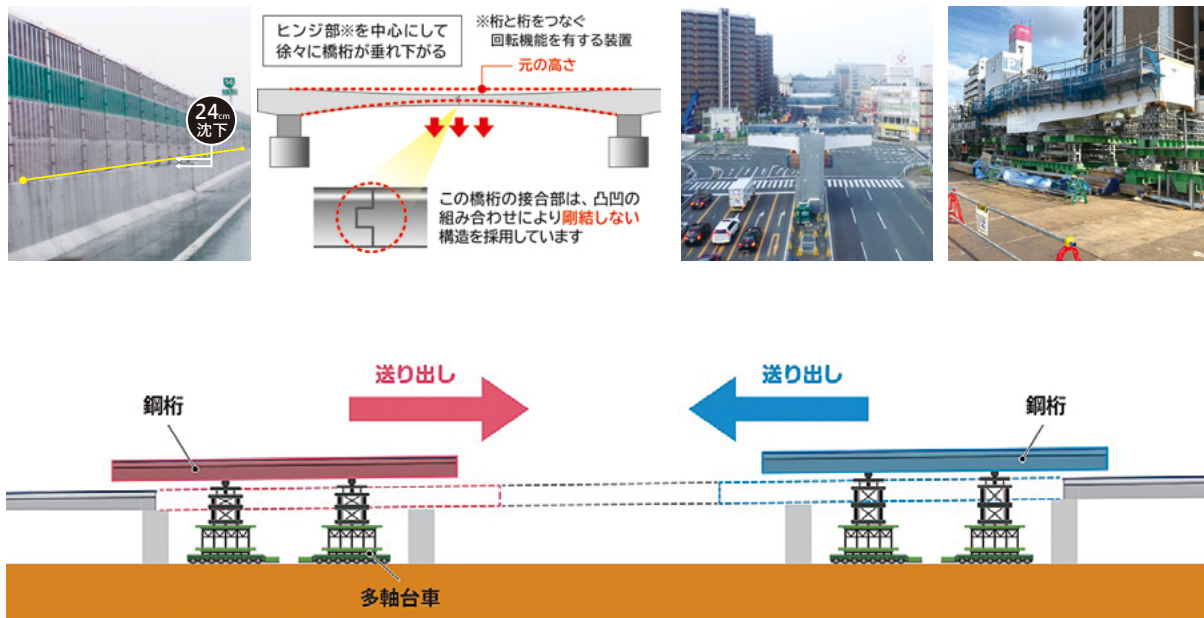 24cm
沈下
14
ヒンジ部※を中心にして
徐々に橋桁が垂れ下がる
※桁と桁をつなぐ
回転機能を有する装置
元の高さ
この橋桁の接合部は、凸凹の
組み合わせにより剛結しない
構造を採用しています
P
送り出し
送り出し
鋼桁
鋼桁
多軸台車